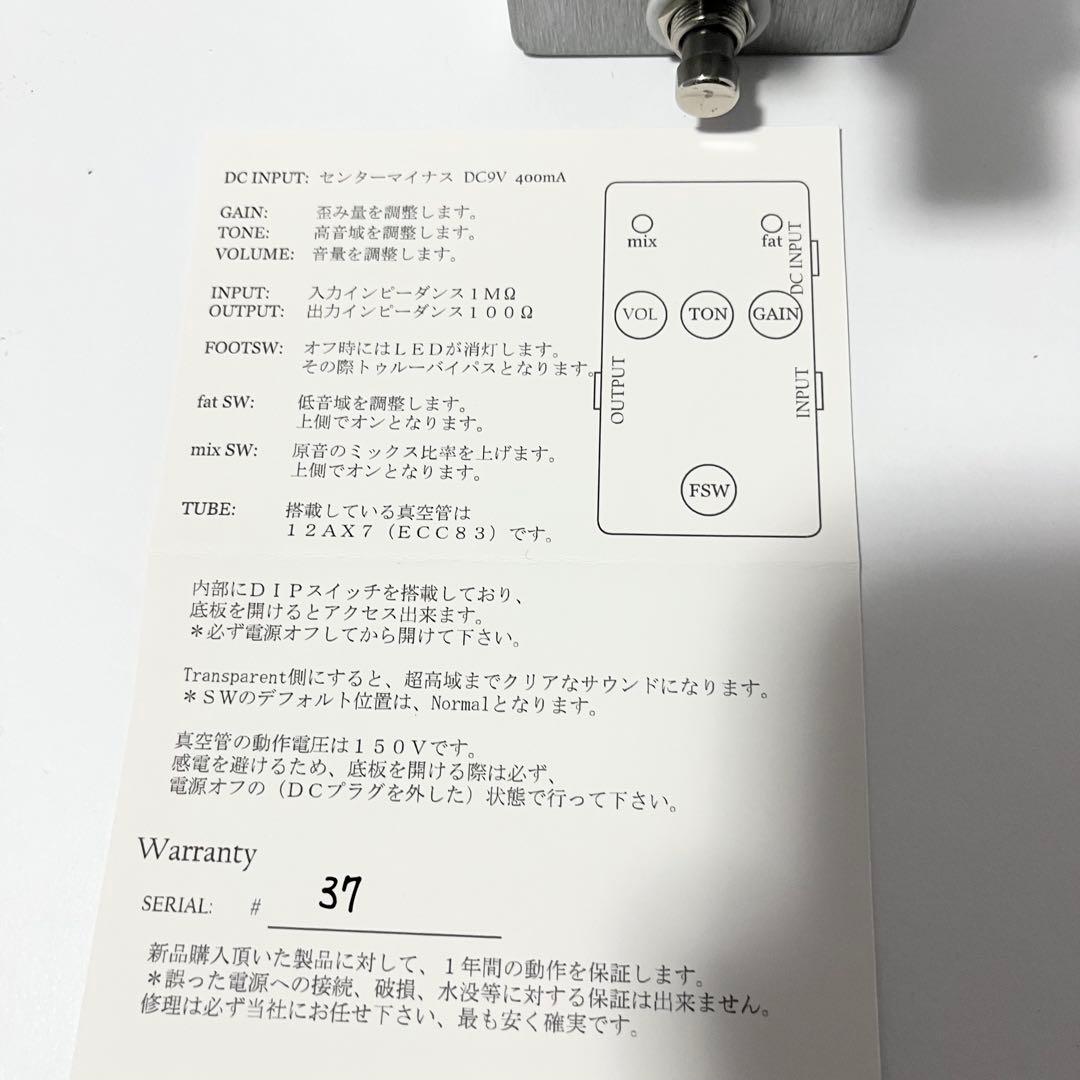 DC INPUT: センターマイナス DC9V 400mA
GAIN: 歪み量を調整します。
TONE: 高音域を調整します。
VOLUME: 音量を調整します。
INPUT: 入力インピーダンス1MΩ
OUTPUT: 出力インピーダンス100Ω
FOOTSW: オフ時にはLEDが消灯します。
その際トゥルーバイパスとなります。
fat SW: 低音域を調整します。
上側でオンとなります。
mix SW: 原音のミックス比率を上げます。
上側でオンとなります。
TUBE: 搭載している真空管は
12AX7(ECC83)です。
mix
fat
DC INPUT
VOL
TON
GAIN
OUTPUT
INPUT
FSW
内部にDIPスイッチを搭載しており、
底板を開けるとアクセス出来ます。
*必ず電源オフしてから開けて下さい。
Transparent側にすると、超高域までクリアなサウンドになります。
*SWのデフォルト位置は、Normalとなります。
真空管の動作電圧は150Vです。
感電を避けるため、底板を開ける際は必ず、
電源オフの(DCプラグを外した)状態で行って下さい。
Warranty
SERIAL: # 37
新品購入頂いた製品に対して、1年間の動作を保証します。
*誤った電源への接続、破損、水没等に対する保証は出来ません。
修理は必ず当社にお任せ下さい、最も安く確実です。